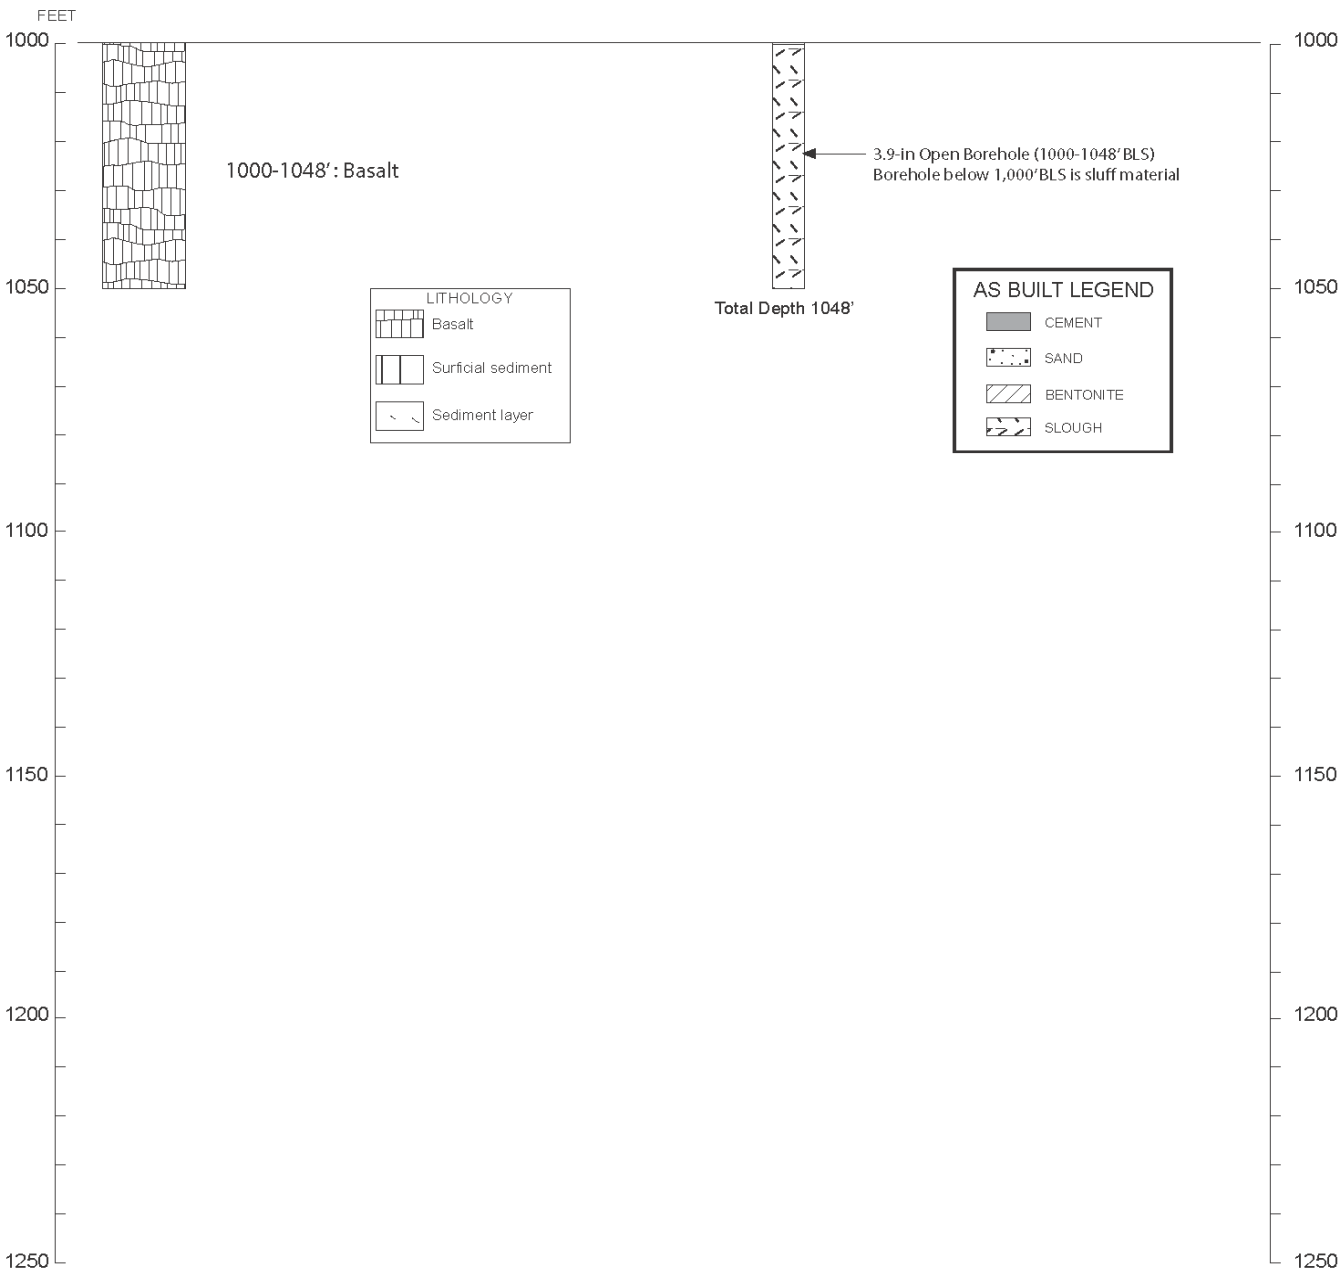 FEET
1000
1000
1000-1048': Basalt
3.9-in Open Borehole (1000-1048' BLS)
Borehole below 1,000' BLS is sluff material
1050
1050
Total Depth 1048'
LITHOLOGY
Basalt
Surficial sediment
Sediment layer
AS BUILT LEGEND
CEMENT
SAND
BENTONITE
SLOUGH
1100
1100
1150
1150
1200
1200
1250
1250